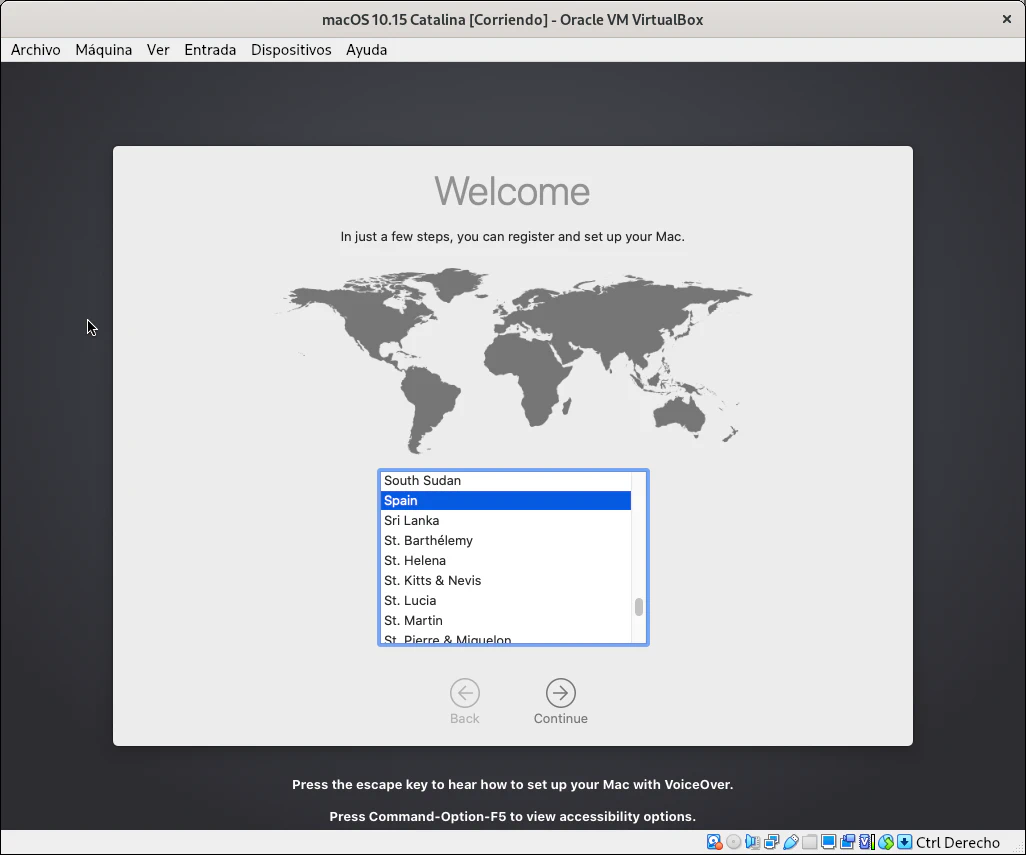 macOS 10.15 Catalina [Corriendo] - Oracle VM VirtualBox
Archivo Máquina Ver Entrada Dispositivos Ayuda
Welcome
In just a few steps, you can register and set up your Mac.
South Sudan
Spain
Sri Lanka
St. Barthélemy
St. Helena
St. Kitts & Nevis
St. Lucia
St. Martin
St. Pierre & Miquelon
Back Continue
Press the escape key to hear how to set up your Mac with VoiceOver.
Press Command-Option-F5 to view accessibility options.
Ctrl Derecho